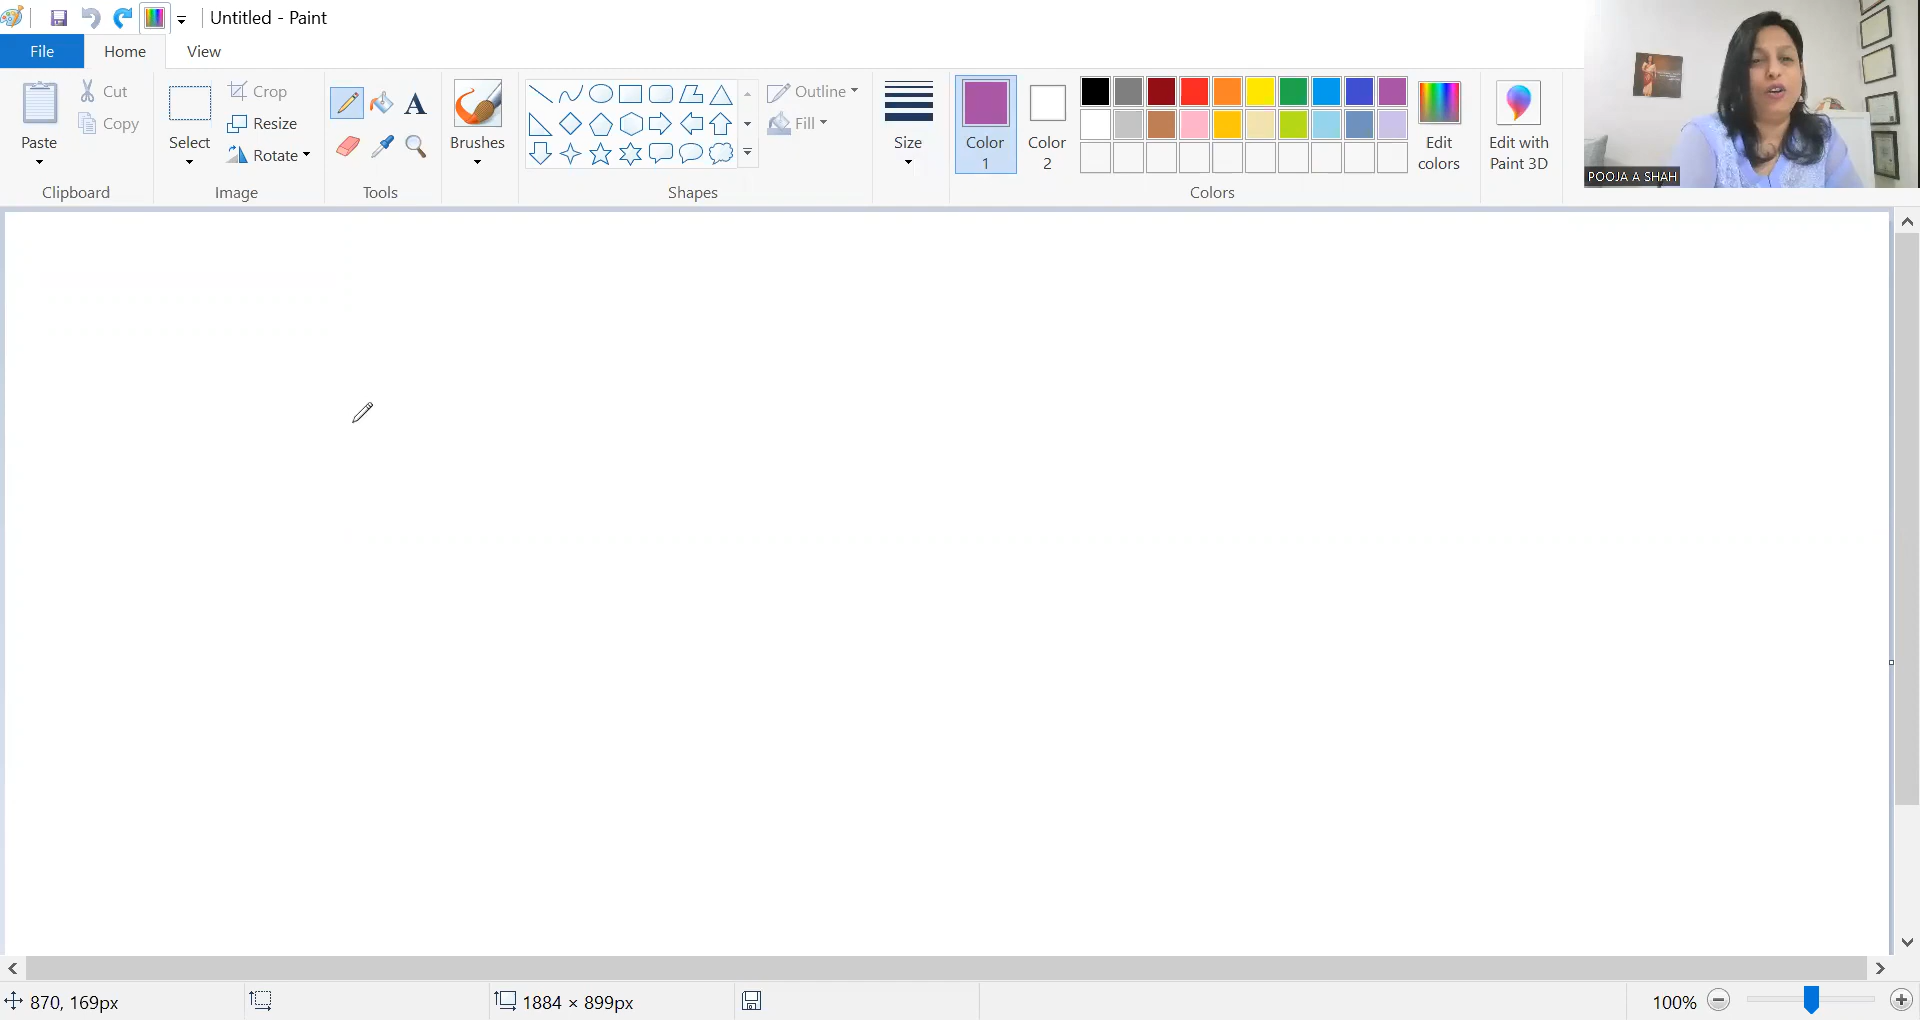 Untitled - Paint
File
Home
View
Paste
Cut
Copy
Clipboard
Select
Crop
Resize
Rotate
Image
A
Tools
Brushes
Shapes
Outline
Fill
Size
Color
1
Color
2
Colors
Edit
colors
Edit with
Paint 3D
POOJA A SHAH
870, 169px
1884 × 899px
100%